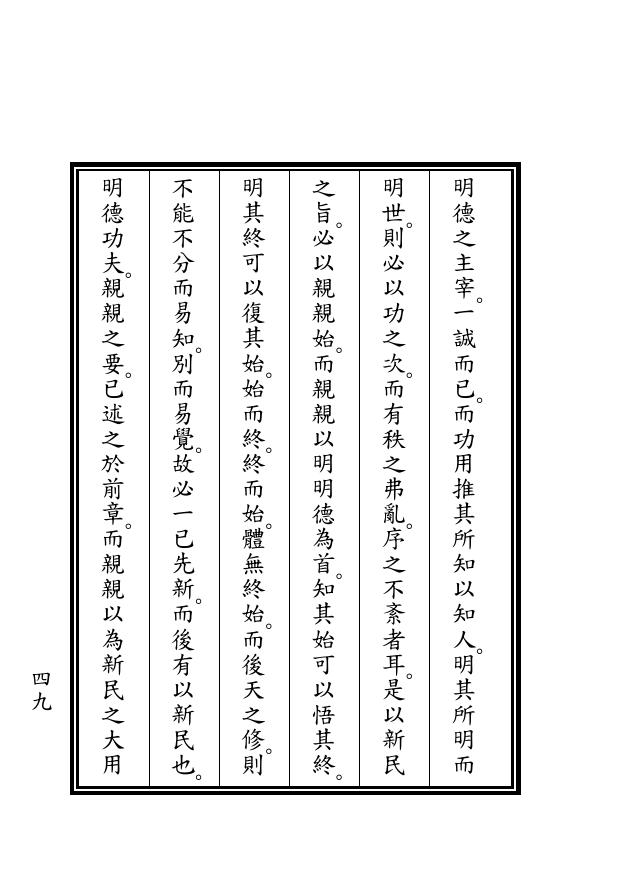 明德之主宰。一誠而已。而功用推其所知以知人。明其所明而
明世。則必以功之次。而有秩之弗亂。序之不紊者耳。是以新民
之旨。必以親親始。而親親以明明德為首。知其始可以悟其終。
明其終可以復其始。始而終。終而始。體無終始。而後天之修。則
不能不分而易知。別而易覺。故必一已先新。而後有以新民也。
明德功夫。親親之要。已述之於前章。而親親以為新民之大用
四九